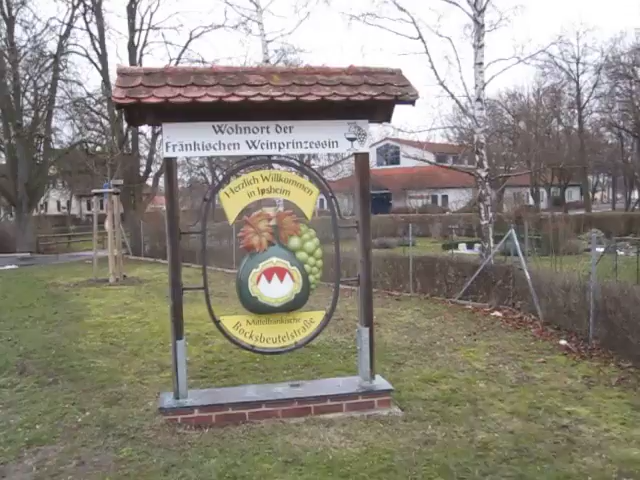 Wohnort der
Fränkischen Weinprinzessin
Herzlich Willkommen
in Ipsheim
Mittelfränkische
Bocksbeutelstraße